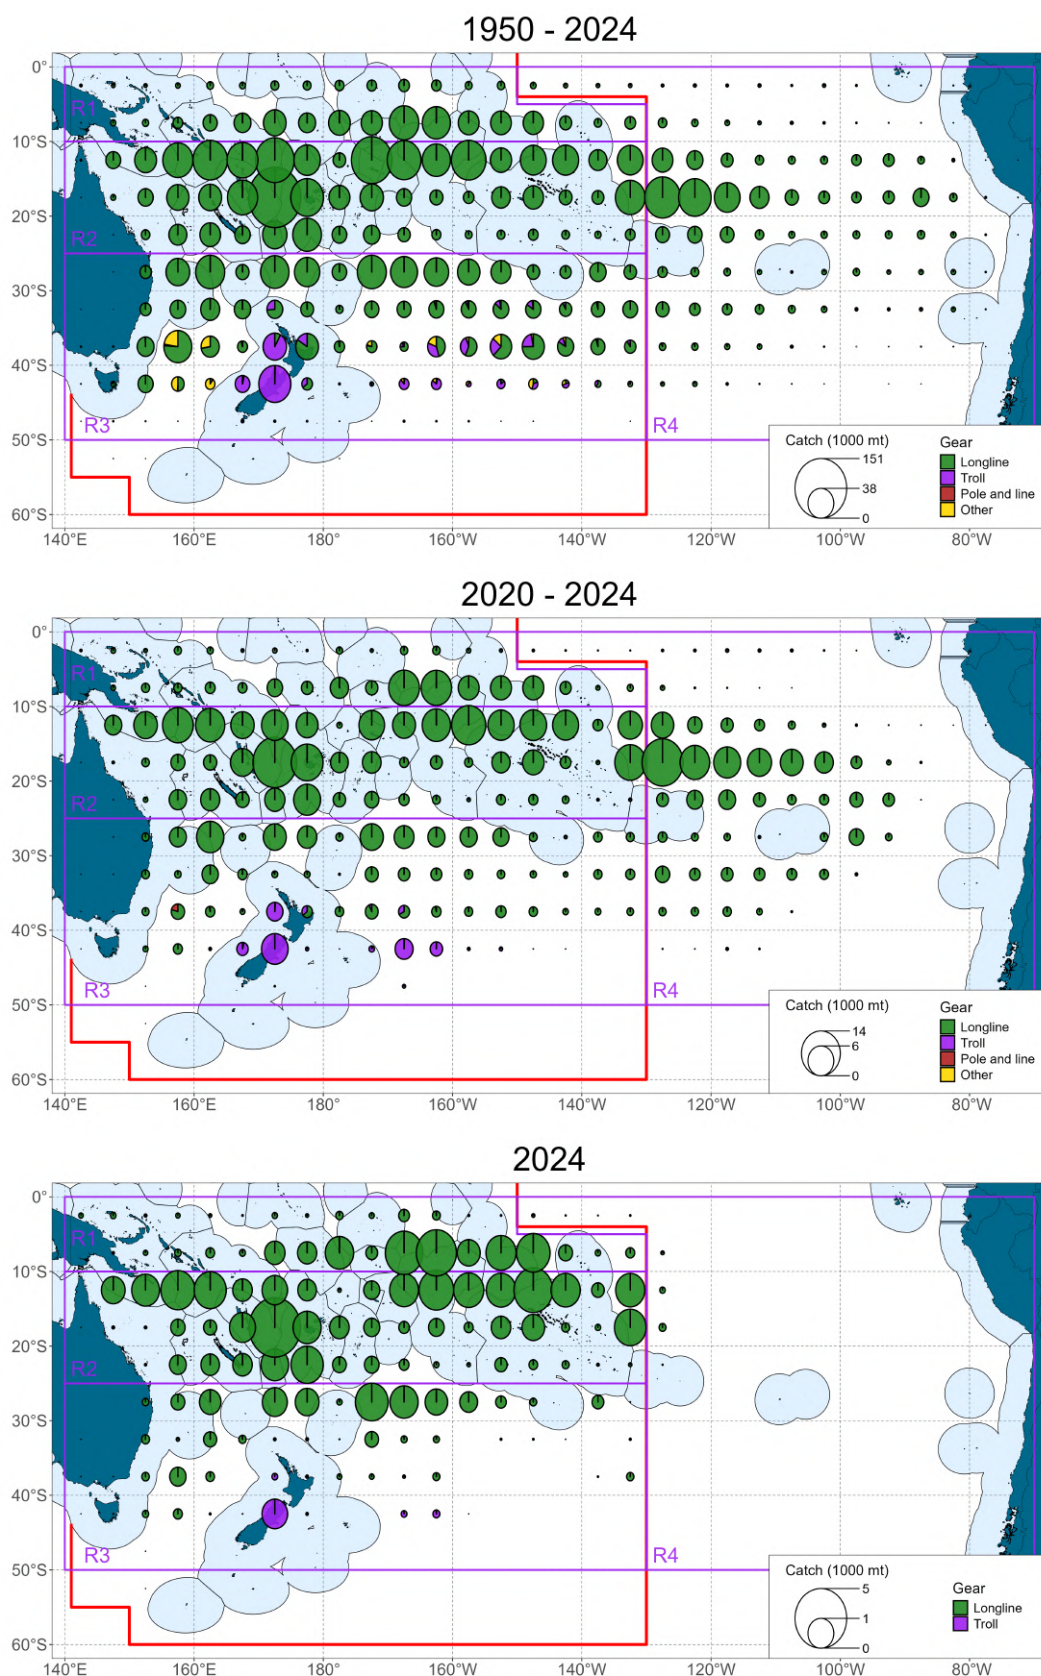 1950 - 2024
0°
10°S
20°S
30°S
40°S
50°S
60°S
R1
R2
R3
R4
Catch (1000 mt)
151
38
0
Gear
Longline
Troll
Pole and line
Other
140°E
160°E
180°
160°W
140°W
120°W
100°W
80°W
2020 - 2024
0°
10°S
20°S
30°S
40°S
50°S
60°S
R1
R2
R3
R4
Catch (1000 mt)
14
6
0
Gear
Longline
Troll
Pole and line
Other
140°E
160°E
180°
160°W
140°W
120°W
100°W
80°W
2024
0°
10°S
20°S
30°S
40°S
50°S
60°S
R1
R2
R3
R4
Catch (1000 mt)
5
1
0
Gear
Longline
Troll
140°E
160°E
180°
160°W
140°W
120°W
100°W
80°W